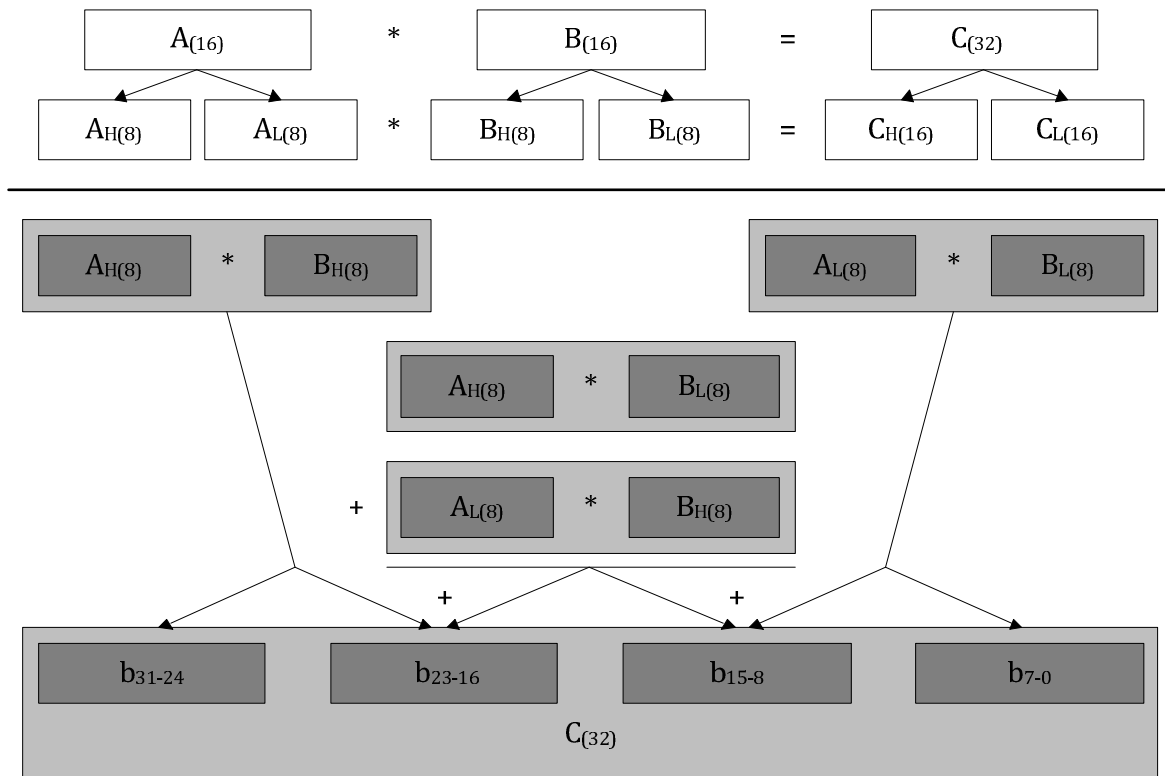 A(16) * B(16) = C(32)
AH(8) AL(8) * BH(8) BL(8) = CH(16) CL(16)
AH(8) * BH(8) AL(8) * BL(8)
AH(8) * BL(8)
+ AL(8) * BH(8)
+ +
b31-24 b23-16 b15-8 b7-0
C(32)